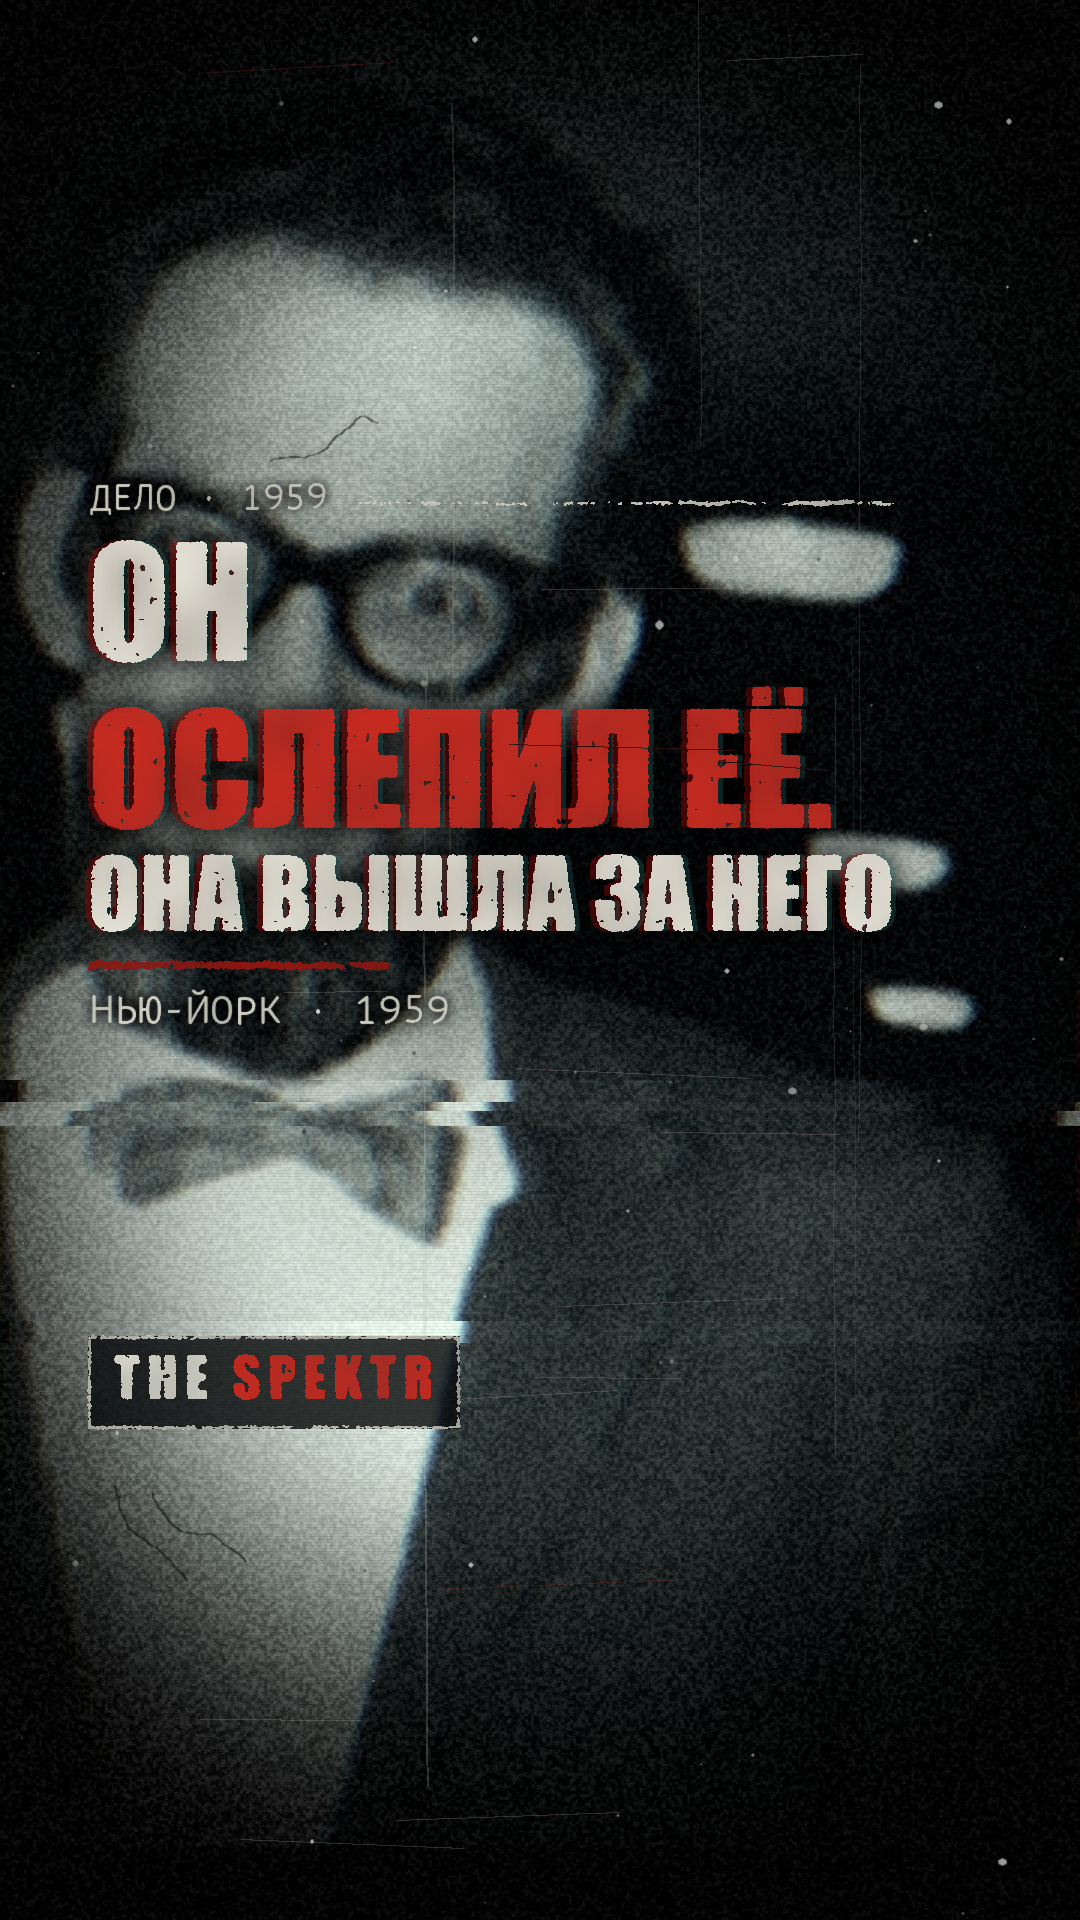 ДЕЛО · 1959
ОН
ОСЛЕПИЛ ЕЁ.
ОНА ВЫШЛА ЗА НЕГО
НЬЮ-ЙОРК · 1959
THE SPEKTR